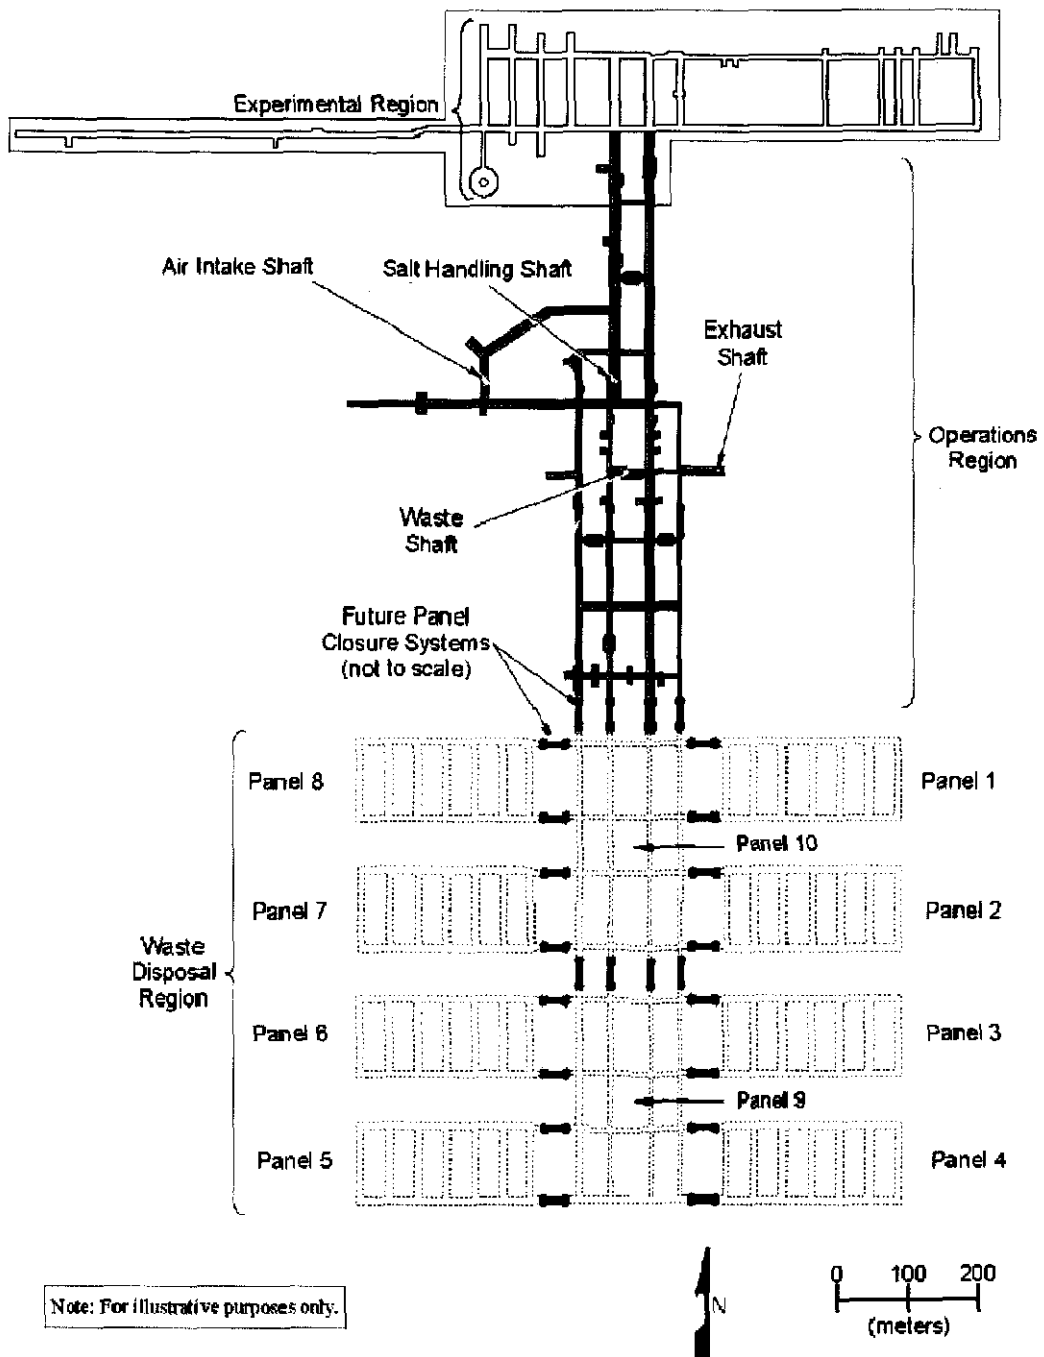 Experimental Region
Air Intake Shaft
Salt Handling Shaft
Exhaust
Shaft
Operations
Region
Waste
Shaft
Future Panel
Closure Systems
(not to scale)
Panel 8
Panel 1
Panel 10
Panel 7
Panel 2
Waste
Disposal
Region
Panel 6
Panel 3
Panel 9
Panel 5
Panel 4
N
0 100 200
(meters)
Note: For illustrative purposes only.